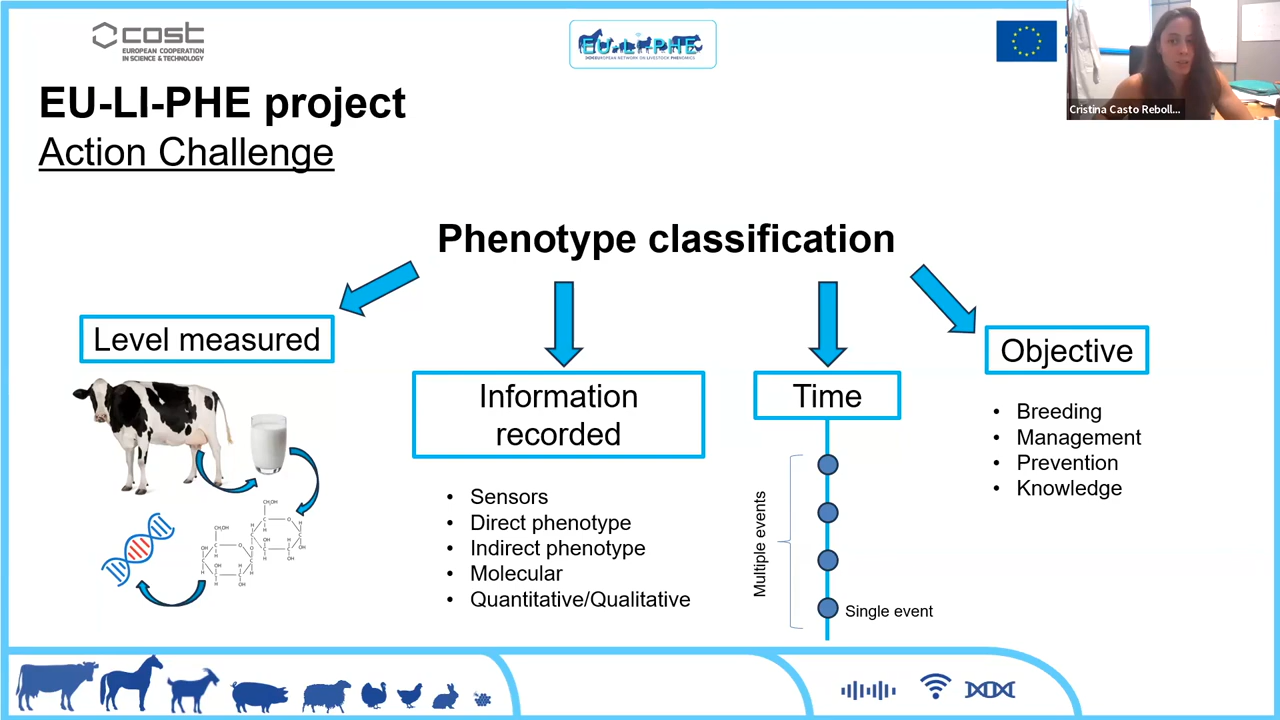 cost
EUROPEAN COOPERATION
IN SCIENCE & TECHNOLOGY
EU-LI-PHE
EUROPEAN NETWORK ON LIVESTOCK PHENOMICS
Cristina Casto Reboll...
EU-LI-PHE project
Action Challenge
Phenotype classification
Level measured
Information
recorded
• Sensors
• Direct phenotype
• Indirect phenotype
• Molecular
• Quantitative/Qualitative
Time
Multiple events
Single event
Objective
• Breeding
• Management
• Prevention
• Knowledge